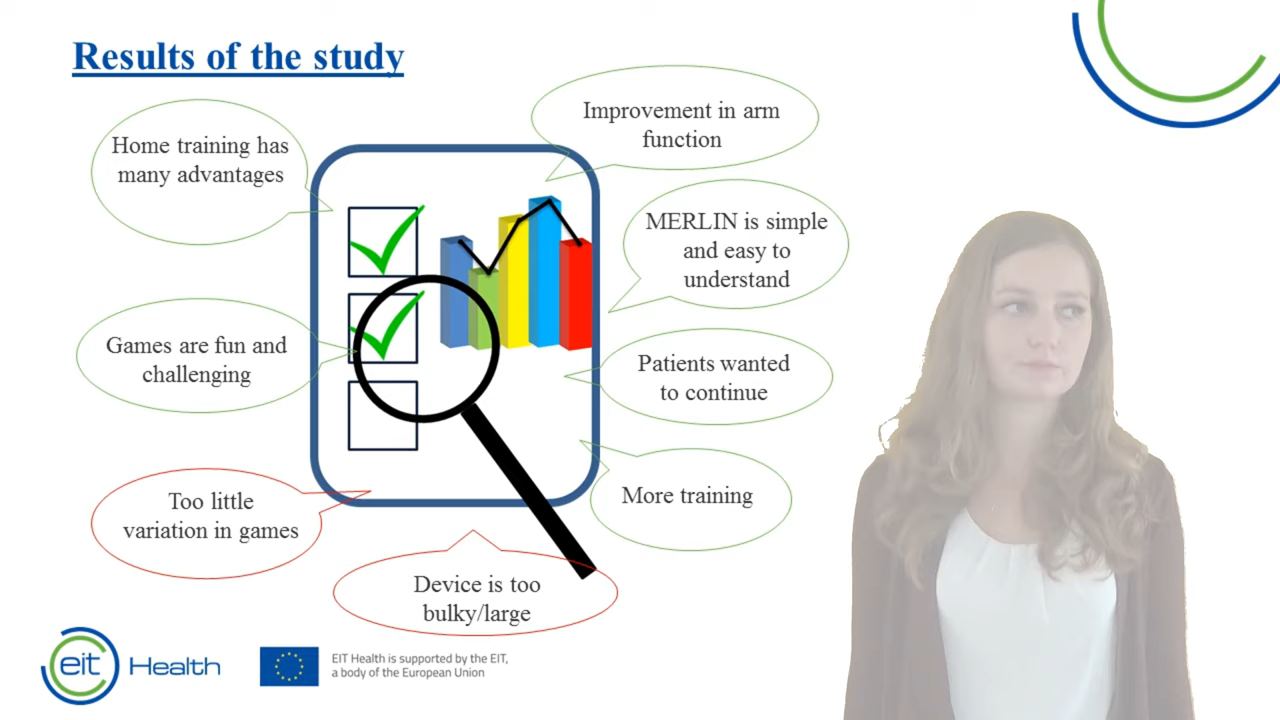 Results of the study
Home training has
many advantages
Improvement in arm
function
MERLIN is simple
and easy to
understand
Games are fun and
challenging
Patients wanted
to continue
More training
Too little
variation in games
Device is too
bulky/large
eit Health
EIT Health is supported by the EIT,
a body of the European Union